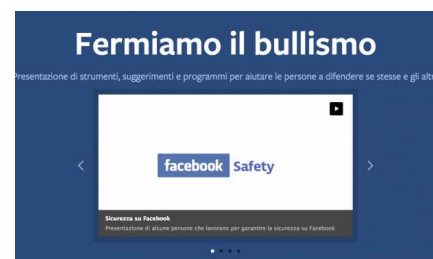 Fermiamo il bullismo
Presentazione di strumenti, suggerimenti e programmi per aiutare le persone a difendere se stesse e gli altri
facebook Safety
Sicurezza su Facebook
Presentazione di alcune persone che lavorano per garantire la sicurezza su Facebook